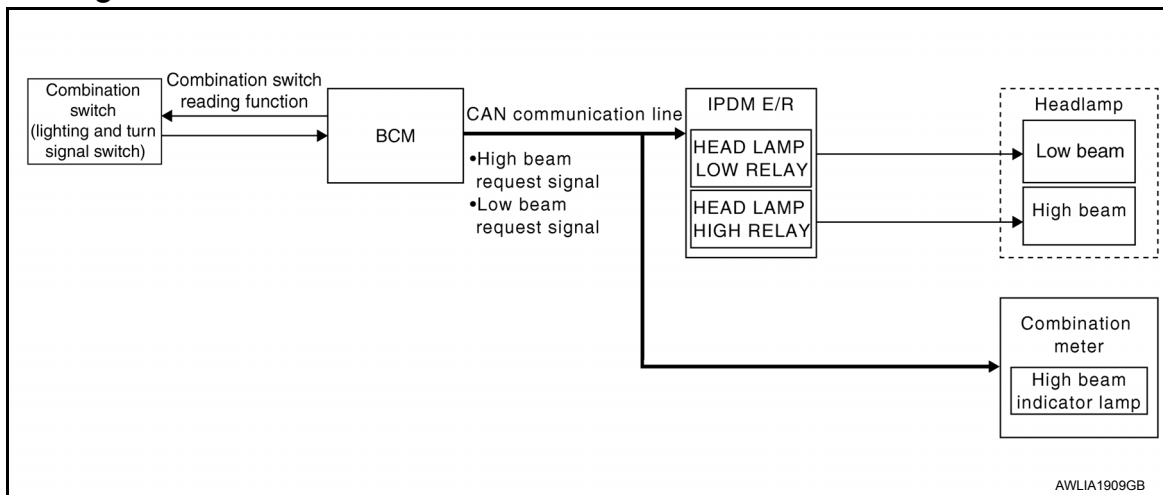 Combination
switch
(lighting and turn
signal switch)
Combination switch
reading function
BCM
CAN communication line
•High beam
request signal
•Low beam
request signal
IPDM E/R
HEAD LAMP
LOW RELAY
HEAD LAMP
HIGH RELAY
Headlamp
Low beam
High beam
Combination
meter
High beam
indicator lamp
AWLIA1909GB